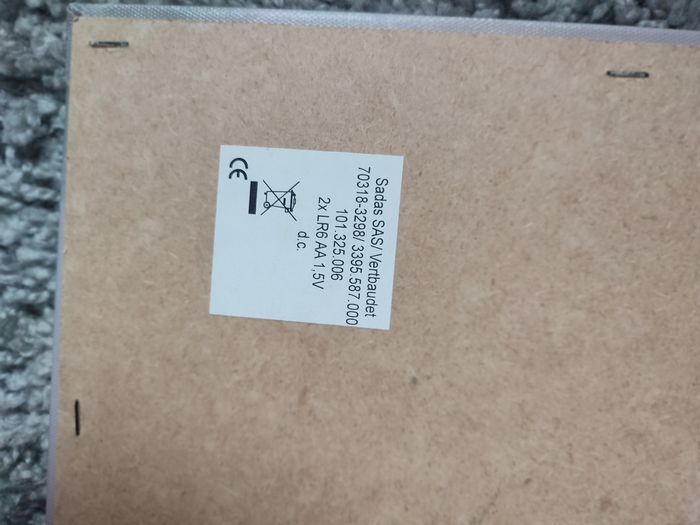 Sadas SAS/ Vertbaudet
70318-3298/ 3395.587.000
101.325.006
2x LR6 AA 1,5V
d.c.
CE